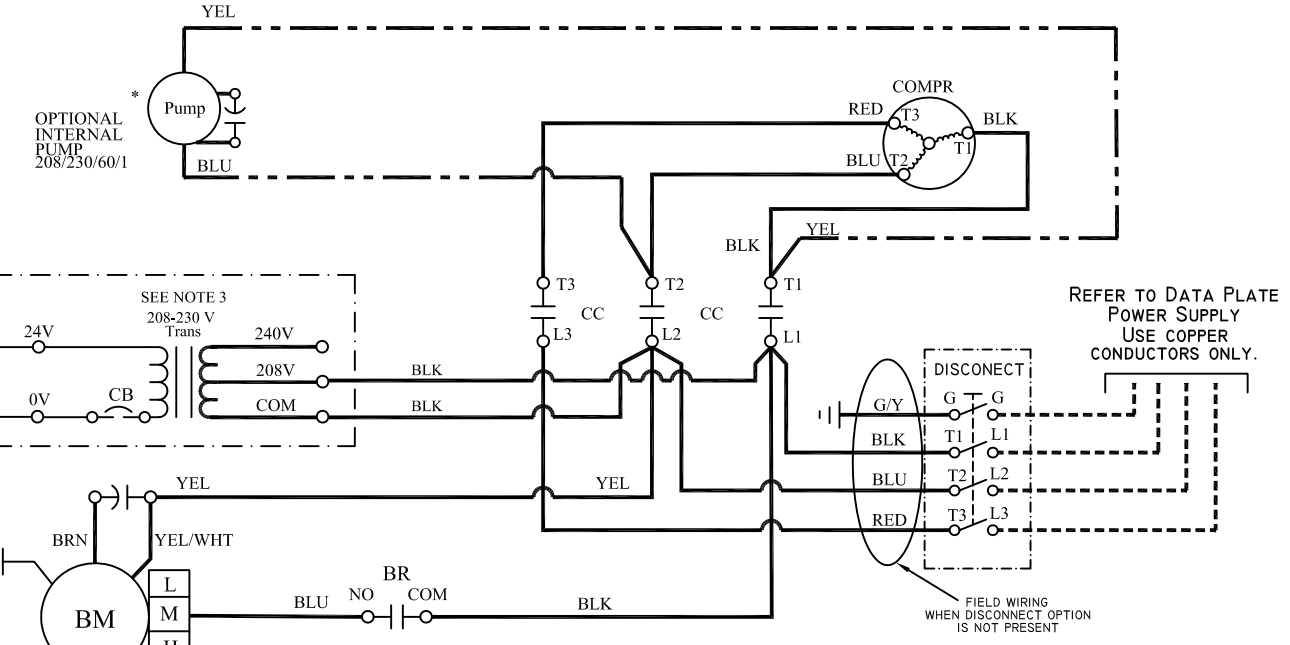 YEL
COMPR
*
Pump
RED
T3
BLK
OPTIONAL
INTERNAL
PUMP
208/230/60/1
T1
BLU
BLU
T2
YEL
BLK
T3
CC
T2
CC
T1
SEE NOTE 3
208-230 V
Trans
REFER TO DATA PLATE
POWER SUPPLY
USE COPPER
CONDUCTORS ONLY.
24V
240V
L3
L2
L1
208V
BLK
DISCONECT
0V
CB
COM
BLK
G/Y
G
G
BLK
T1
L1
BLU
T2
L2
YEL
YEL
RED
T3
L3
BRN
YEL/WHT
BM
L
M
H
BLU
BR
NO
COM
BLK
FIELD WIRING
WHEN DISCONNECT OPTION
IS NOT PRESENT